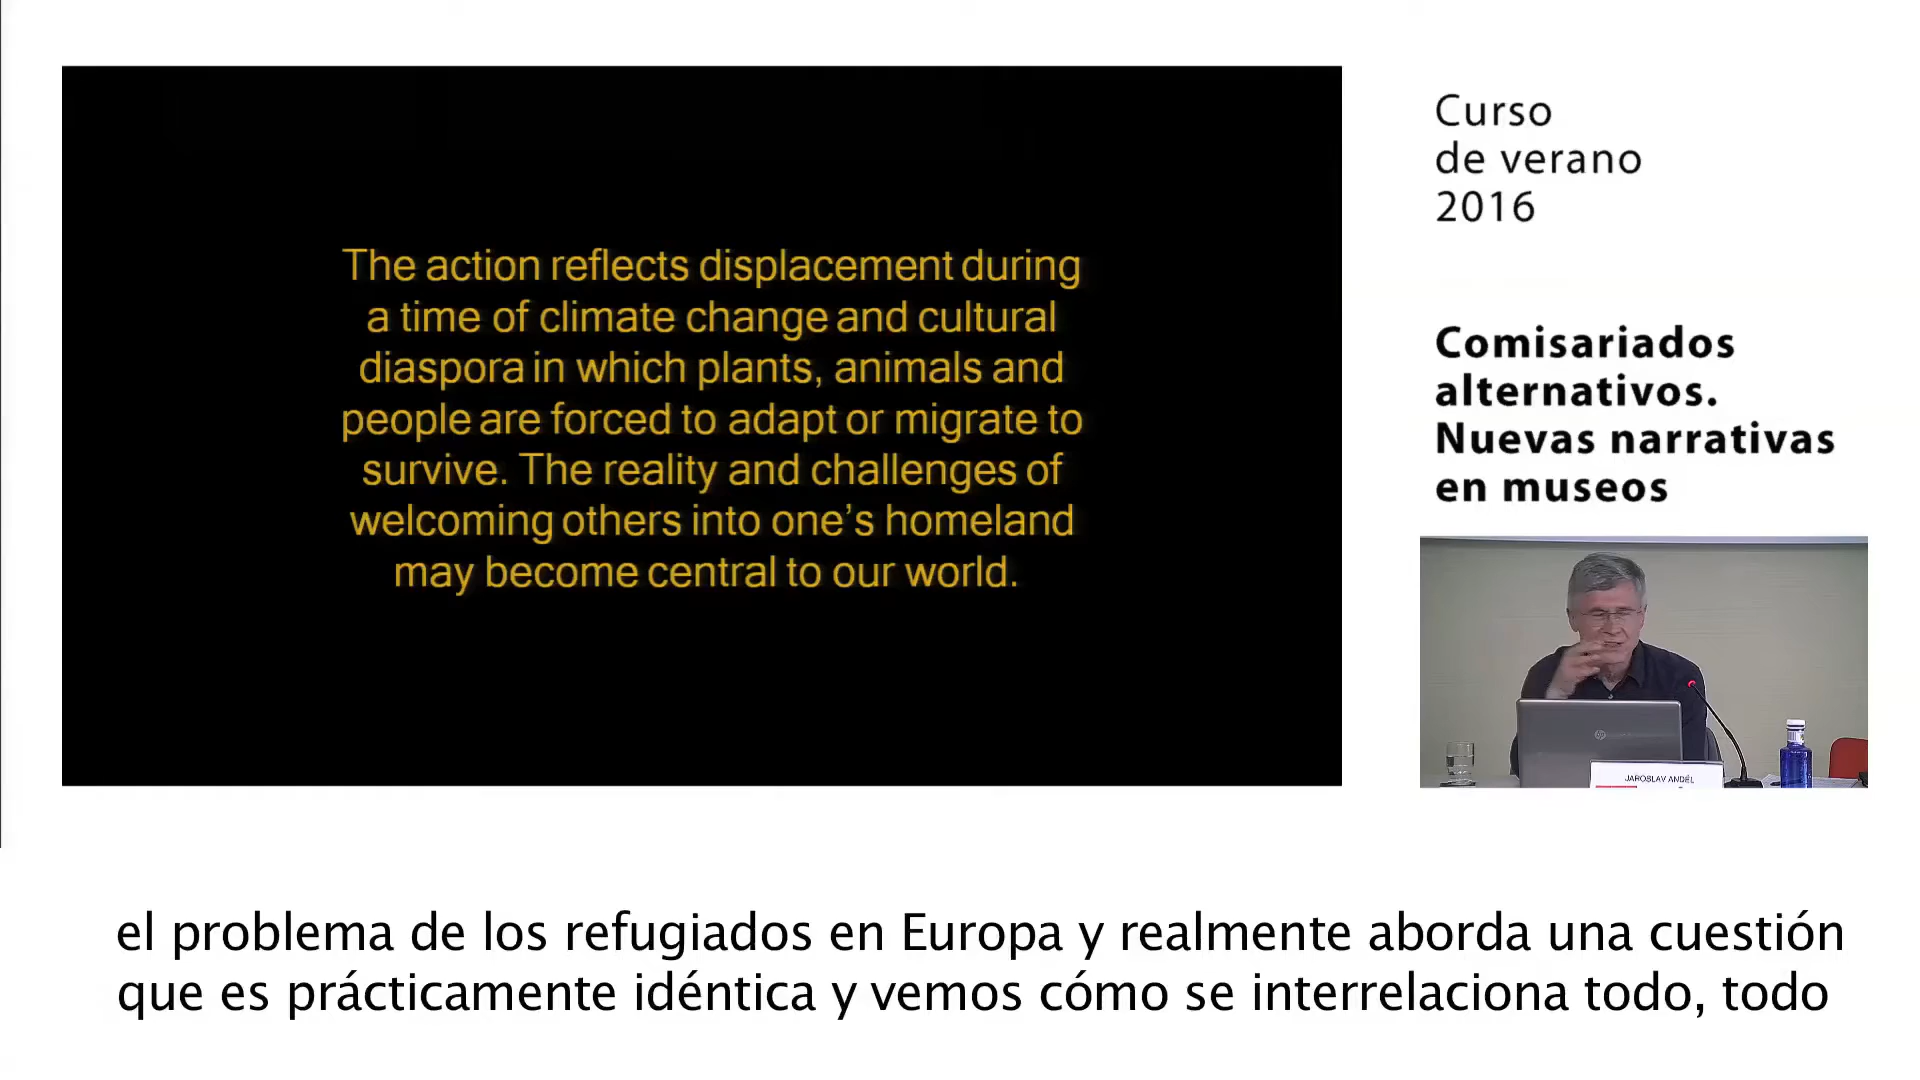 The action reflects displacement during
a time of climate change and cultural
diaspora in which plants, animals and
people are forced to adapt or migrate to
survive. The reality and challenges of
welcoming others into one’s homeland
may become central to our world.
Curso
de verano
2016
Comisariados
alternativos.
Nuevas narrativas
en museos
hp
JAROSLAV ANDĚL
el problema de los refugiados en Europa y realmente aborda una cuestión
que es prácticamente idéntica y vemos cómo se interrelaciona todo, todo